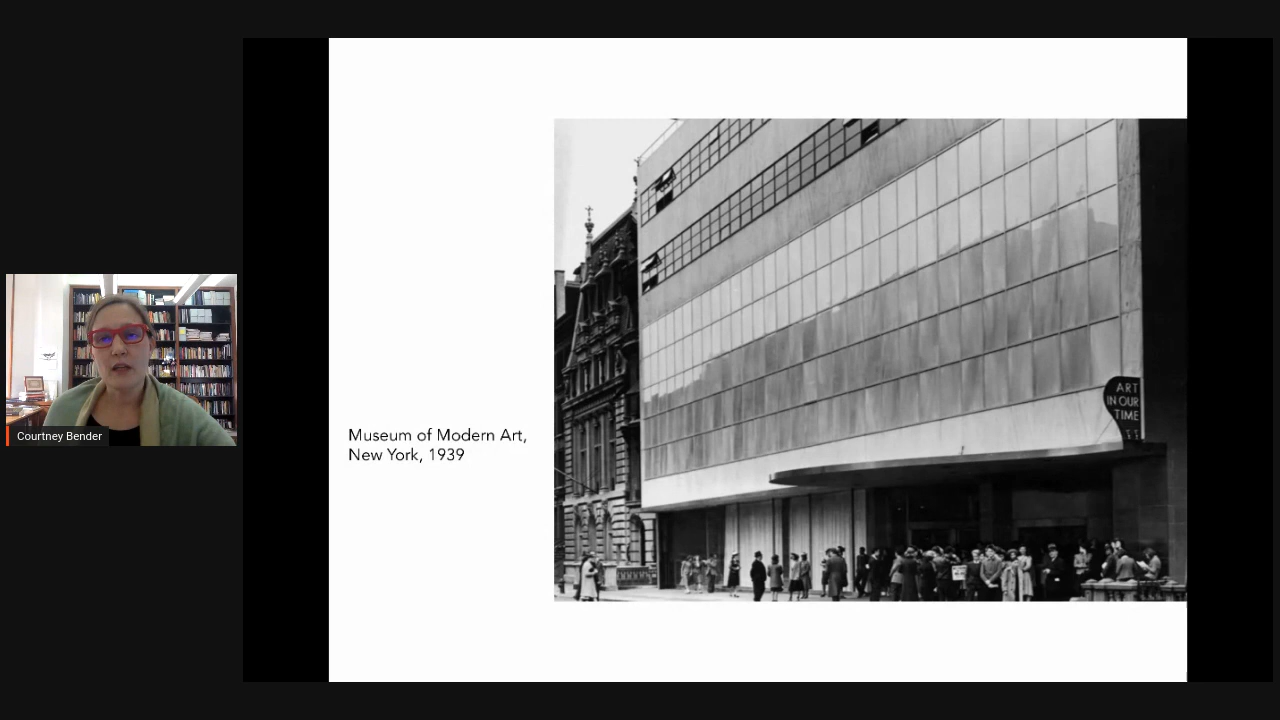 Courtney Bender
Museum of Modern Art,
New York, 1939
ART
IN OUR
TIME